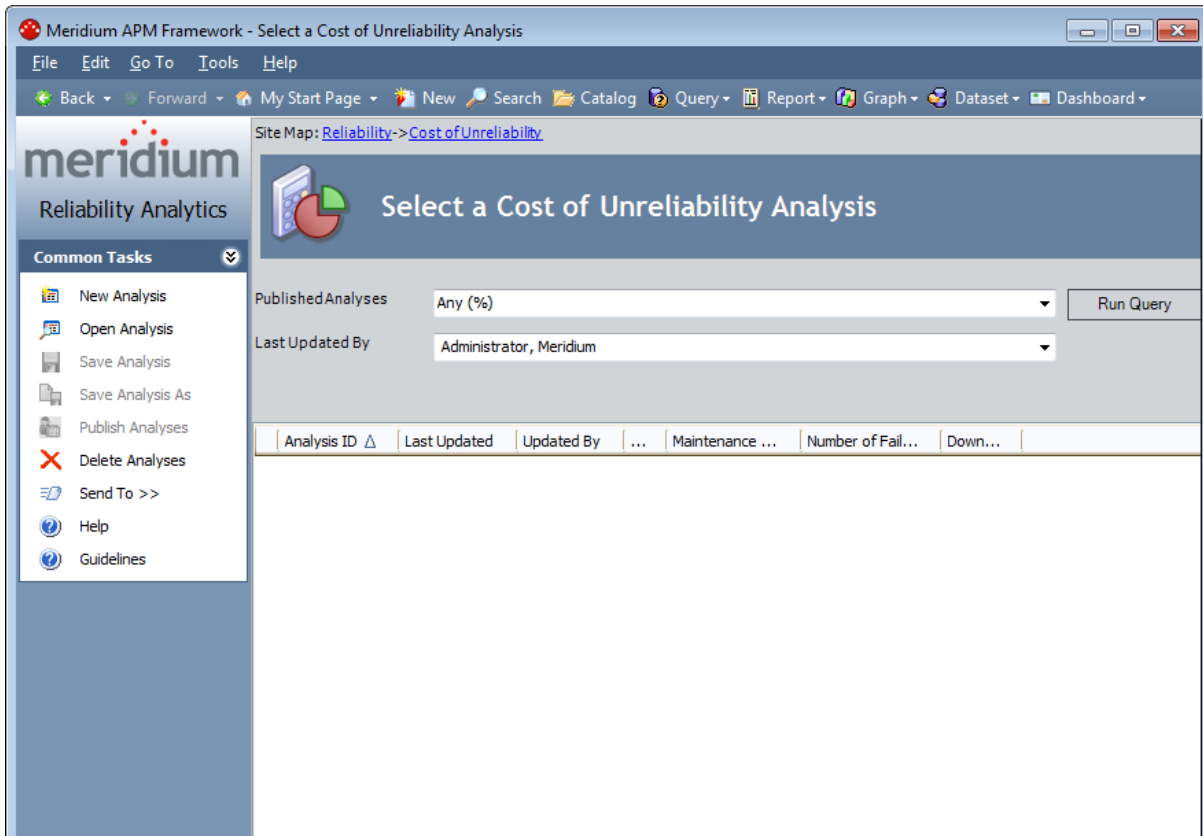 Meridium APM Framework - Select a Cost of Unreliability Analysis
File Edit Go To Tools Help
Back Forward My Start Page New Search Catalog Query Report Graph Dataset Dashboard
meridium
Reliability Analytics
Common Tasks
New Analysis
Open Analysis
Save Analysis
Save Analysis As
Publish Analyses
Delete Analyses
Send To >>
Help
Guidelines
Site Map: Reliability->Cost of Unreliability
Select a Cost of Unreliability Analysis
Published Analyses Any (%) Run Query
Last Updated By Administrator, Meridium
Analysis ID Last Updated Updated By ... Maintenance ... Number of Fail... Down...